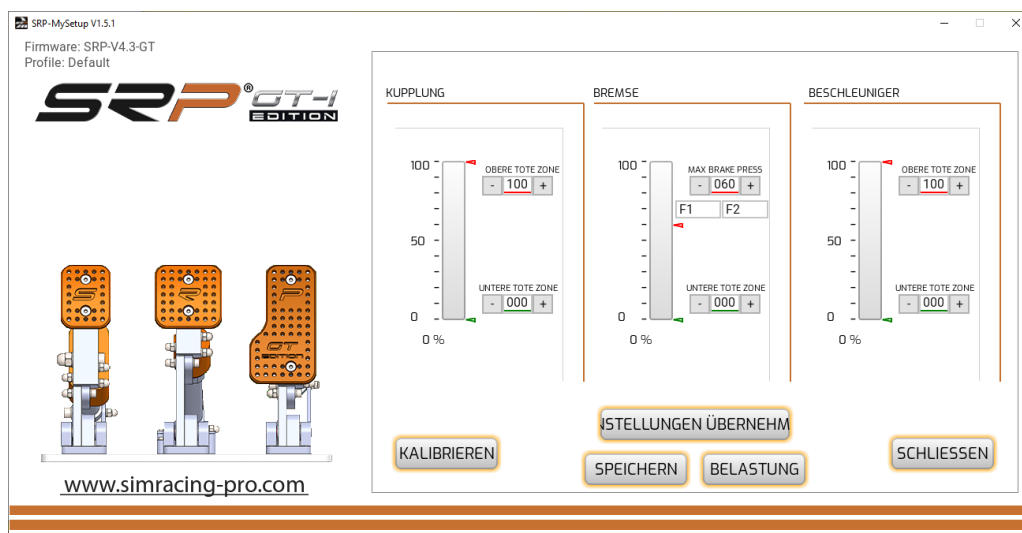 SRP-MySetup V1.5.1
Firmware: SRP-V4.3-GT
Profile: Default
SRP® GT-I
EDITION
S
R
P
GT
EDITION
www.simracing-pro.com
KUPPLUNG
100
50
0
0 %
OBERE TOTE ZONE
- 100 +
UNTERE TOTE ZONE
- 000 +
BREMSE
100
50
0
0 %
MAX BRAKE PRESS
- 060 +
F1 F2
UNTERE TOTE ZONE
- 000 +
BESCHLEUNIGER
100
50
0
0 %
OBERE TOTE ZONE
- 100 +
UNTERE TOTE ZONE
- 000 +
KALIBRIEREN
NSTELLUNGEN ÜBERNEHM
SPEICHERN
BELASTUNG
SCHLIESSEN